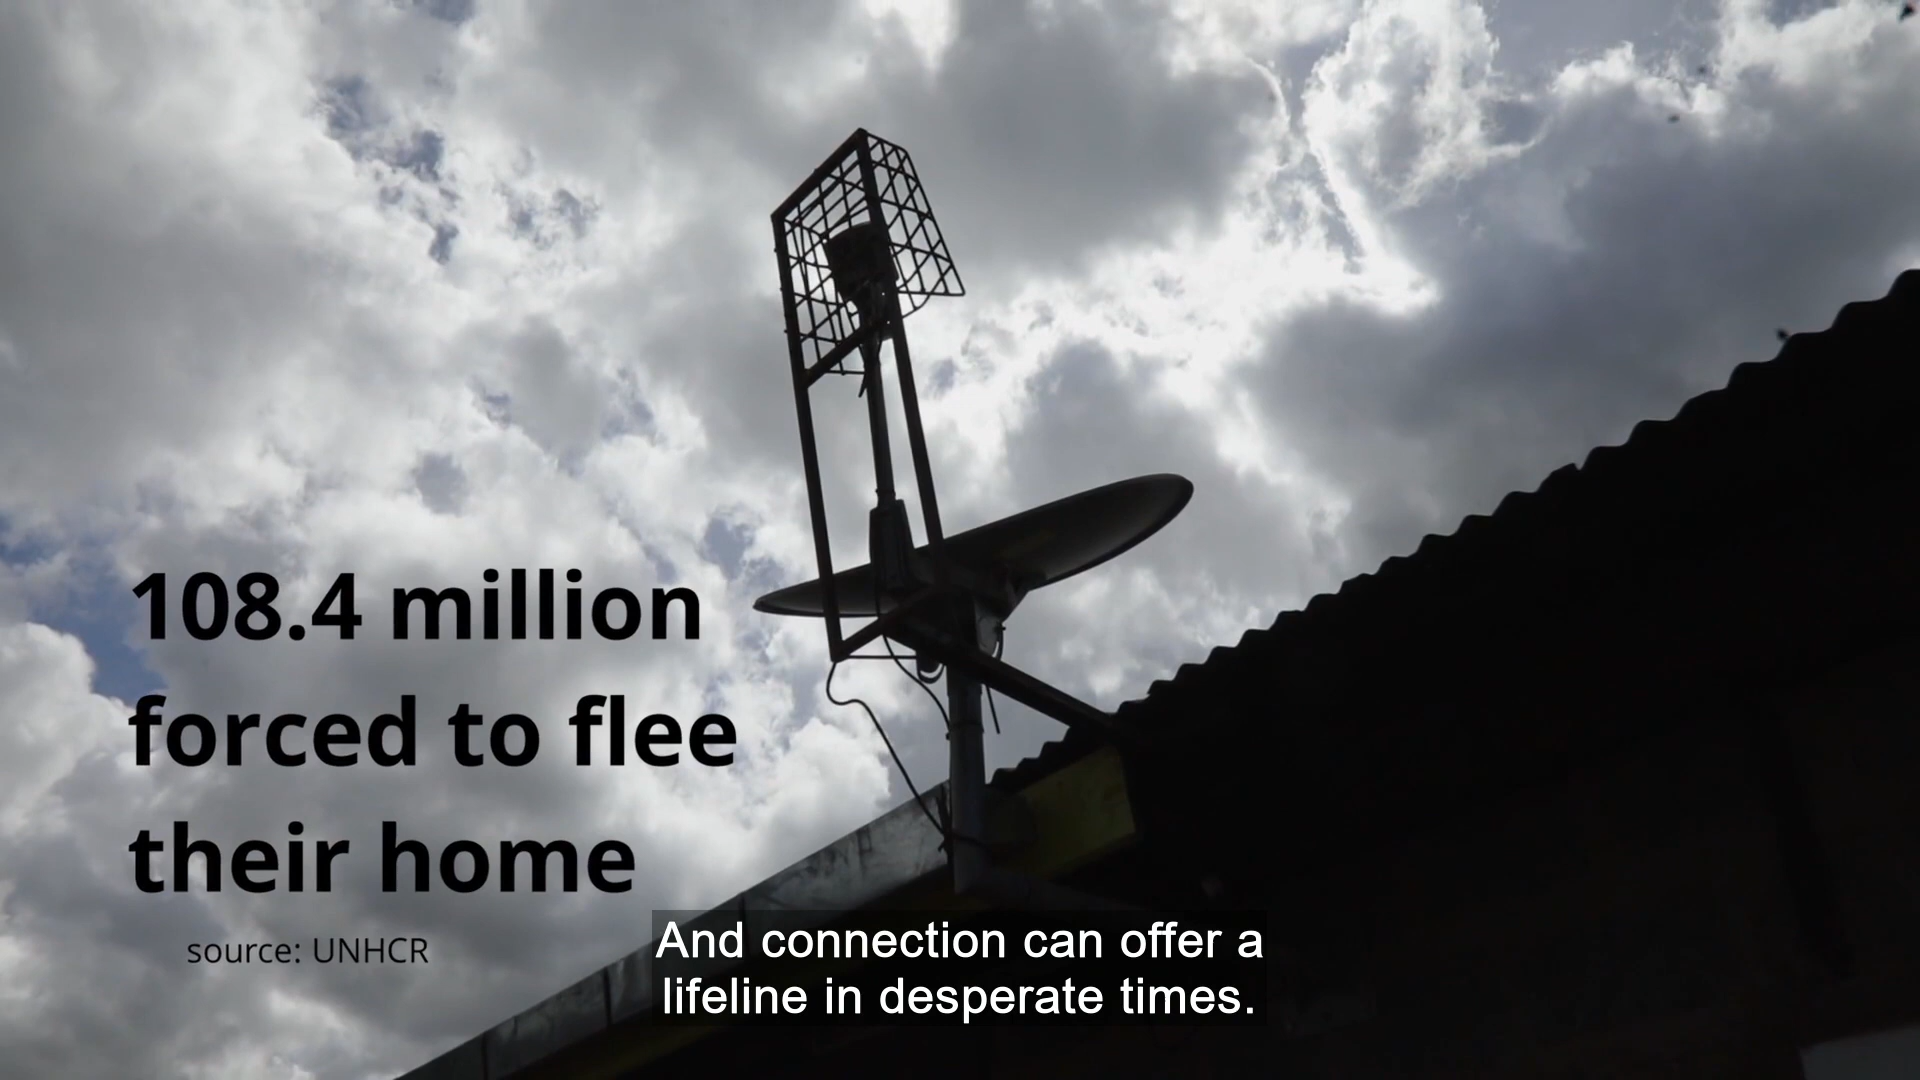 108.4 million
forced to flee
their home
source: UNHCR
And connection can offer a
lifeline in desperate times.